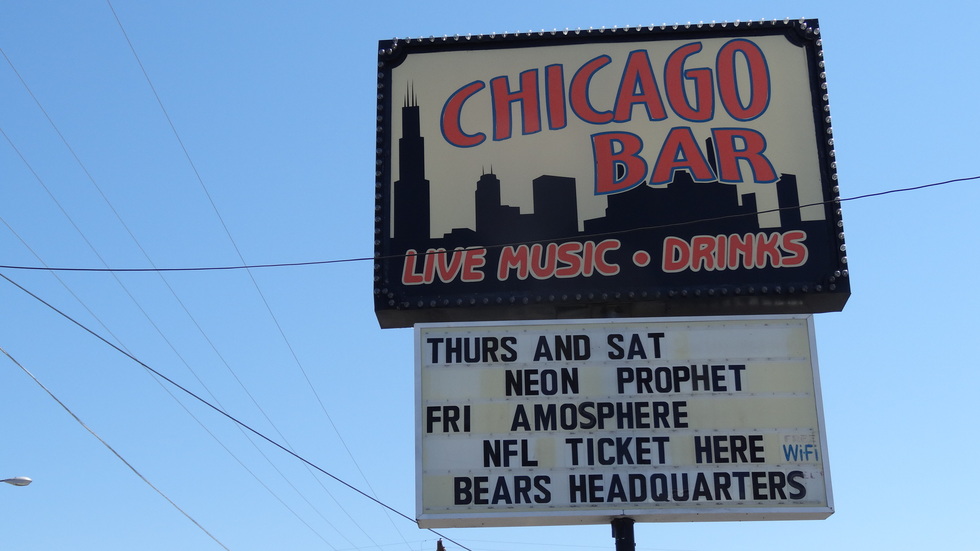 CHICAGO
BAR
LIVE MUSIC • DRINKS
THURS AND SAT
NEON PROPHET
FRI AMOSPHERE
NFL TICKET HERE
WiFi
BEARS HEADQUARTERS